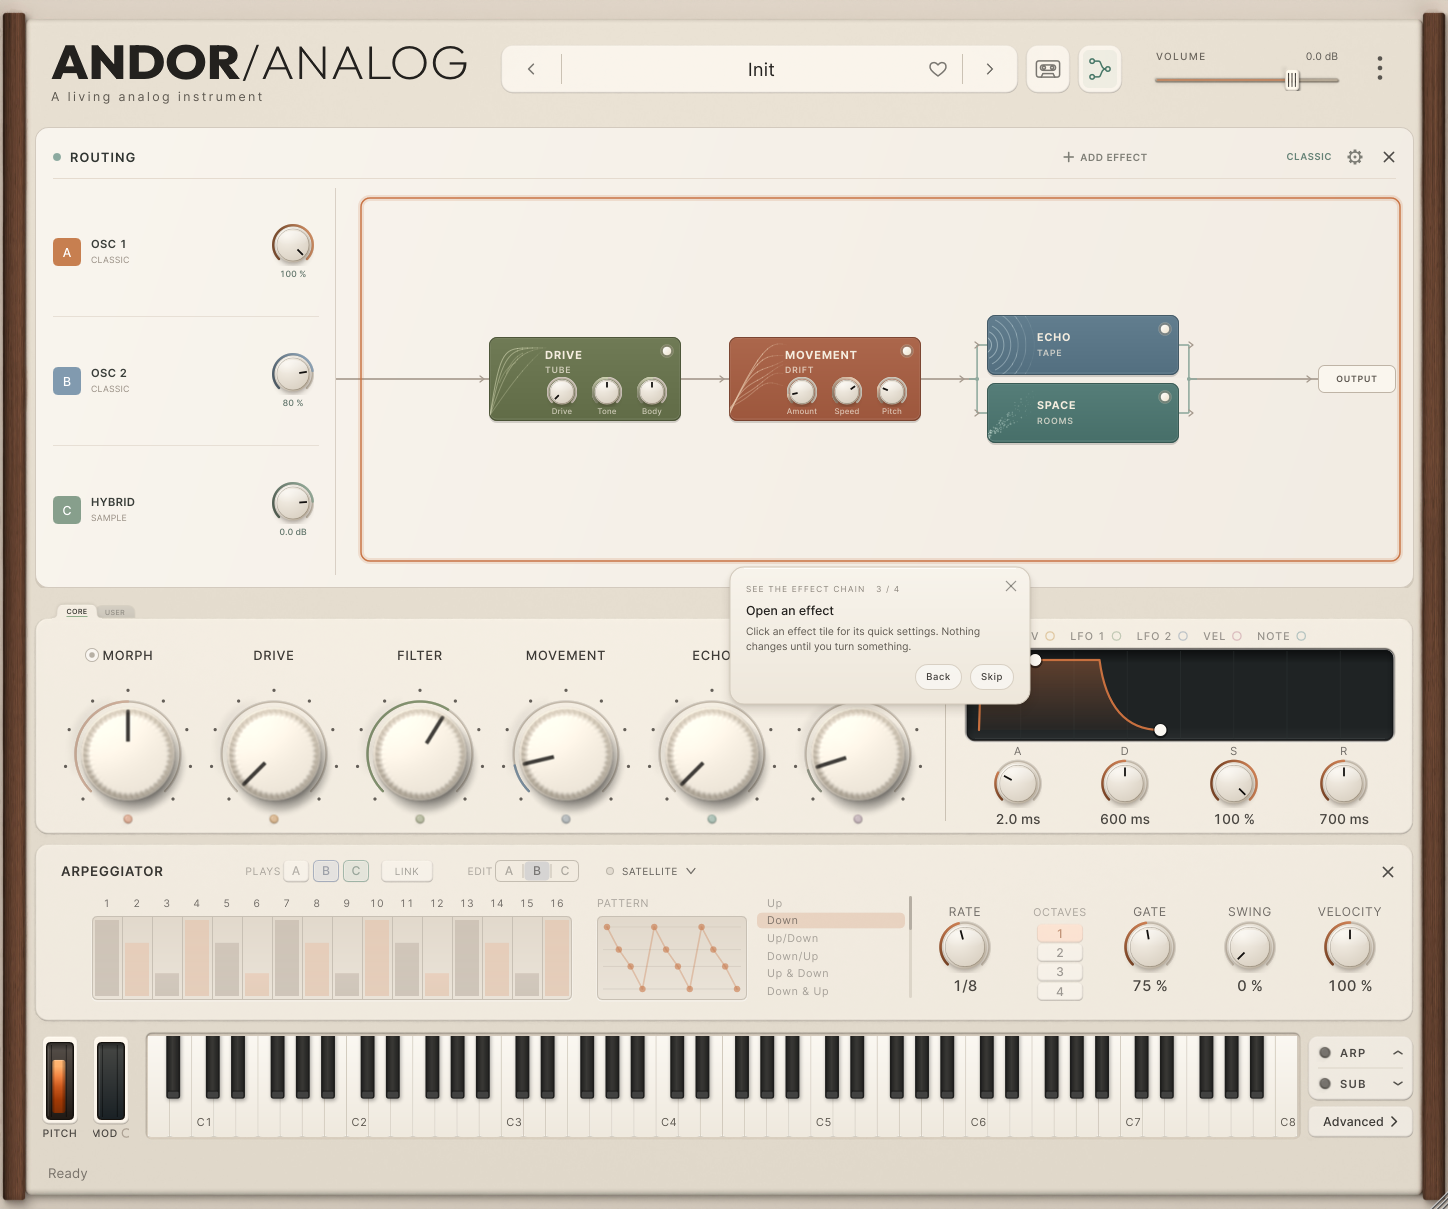 ANDOR/ANALOG
A living analog instrument
Init
VOLUME 0.0 dB
ROUTING
ADD EFFECT
CLASSIC
A OSC 1
CLASSIC
100 %
B OSC 2
CLASSIC
80 %
C HYBRID
SAMPLE
0.0 dB
DRIVE
TUBE
Drive Tone Body
MOVEMENT
DRIFT
Amount Speed Pitch
ECHO
TAPE
SPACE
ROOMS
OUTPUT
SEE THE EFFECT CHAIN 3 / 4
Open an effect
Click an effect tile for its quick settings. Nothing
changes until you turn something.
Back Skip
CORE USER
MORPH DRIVE FILTER MOVEMENT ECHO
V LFO 1 LFO 2 VEL NOTE
A D S R
2.0 ms 600 ms 100 % 700 ms
ARPEGGIATOR
PLAYS A B C LINK
EDIT A B C
SATELLITE
1 2 3 4 5 6 7 8 9 10 11 12 13 14 15 16
PATTERN
Up
Down
Up/Down
Down/Up
Up & Down
Down & Up
RATE
1/8
OCTAVES
1
2
3
4
GATE
75 %
SWING
0 %
VELOCITY
100 %
PITCH MOD
C1 C2 C3 C4 C5 C6 C7 C8
ARP
SUB
Advanced
Ready